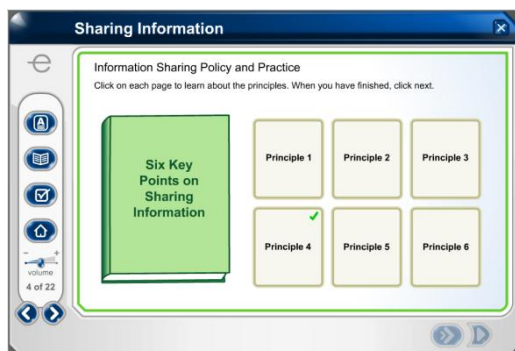 Sharing Information
Information Sharing Policy and Practice
Click on each page to learn about the principles. When you have finished, click next.
Six Key
Points on
Sharing
Information
Principle 1
Principle 2
Principle 3
Principle 4
Principle 5
Principle 6
- +
volume
4 of 22